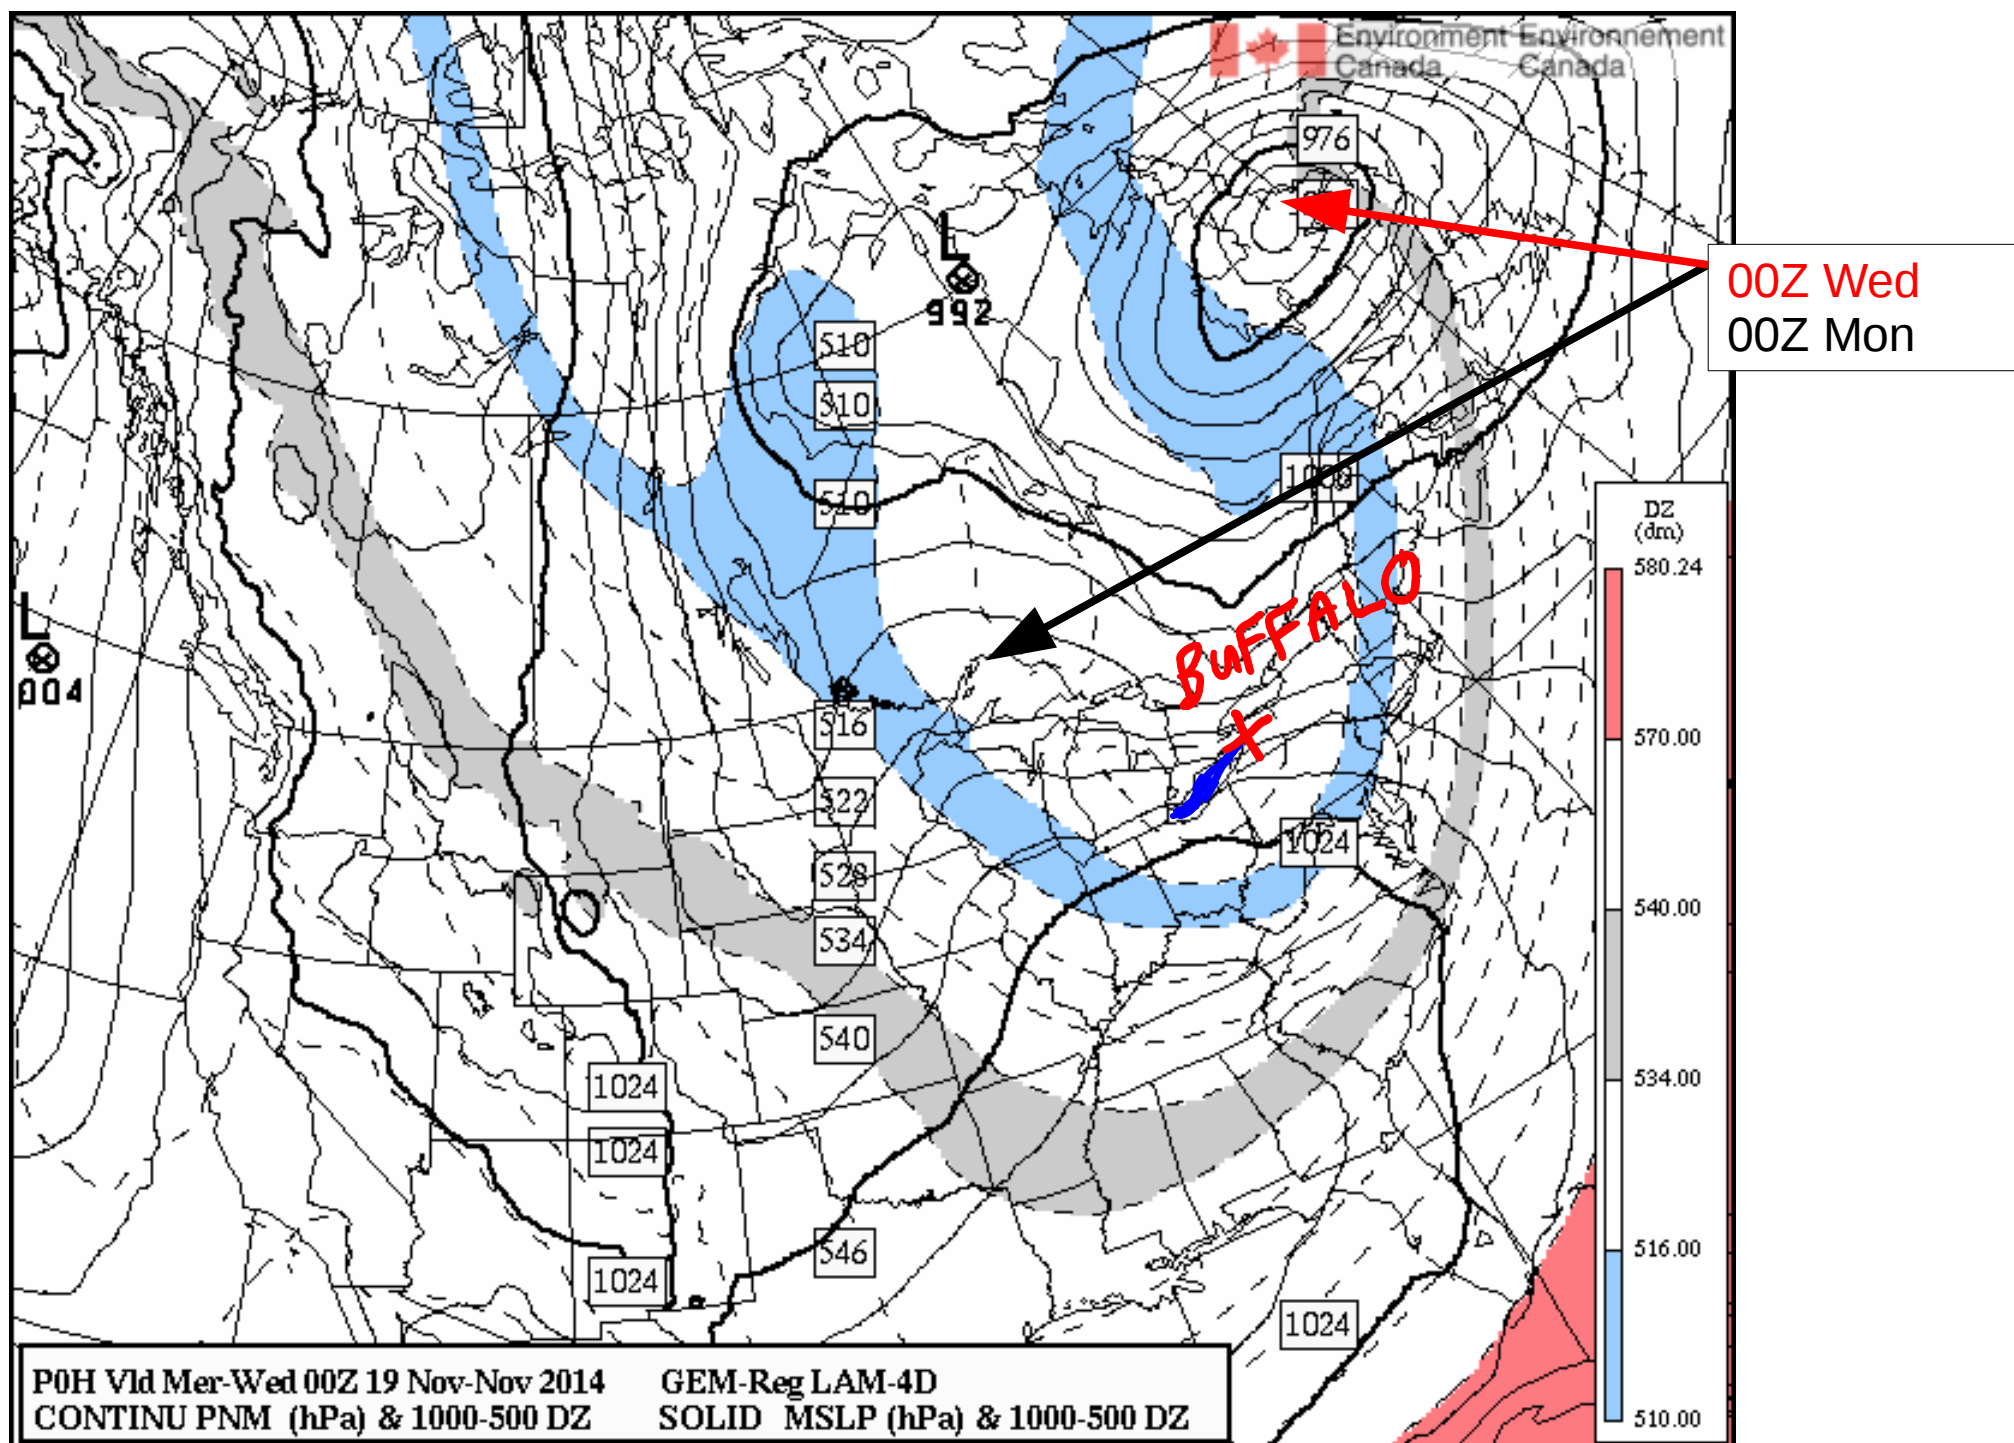 Environment Environnement
Canada Canada
976
L
992
00Z Wed
00Z Mon
510
510
510
1000
DZ
(dm)
580.24
BUFFALO
L
004
516
570.00
522
1024
528
534
540.00
540
1024
534.00
1024
546
516.00
1024
1024
510.00
P0H Vld Mer-Wed 00Z 19 Nov-Nov 2014 GEM-Reg LAM-4D
CONTINU PNM (hPa) & 1000-500 DZ SOLID MSLP (hPa) & 1000-500 DZ